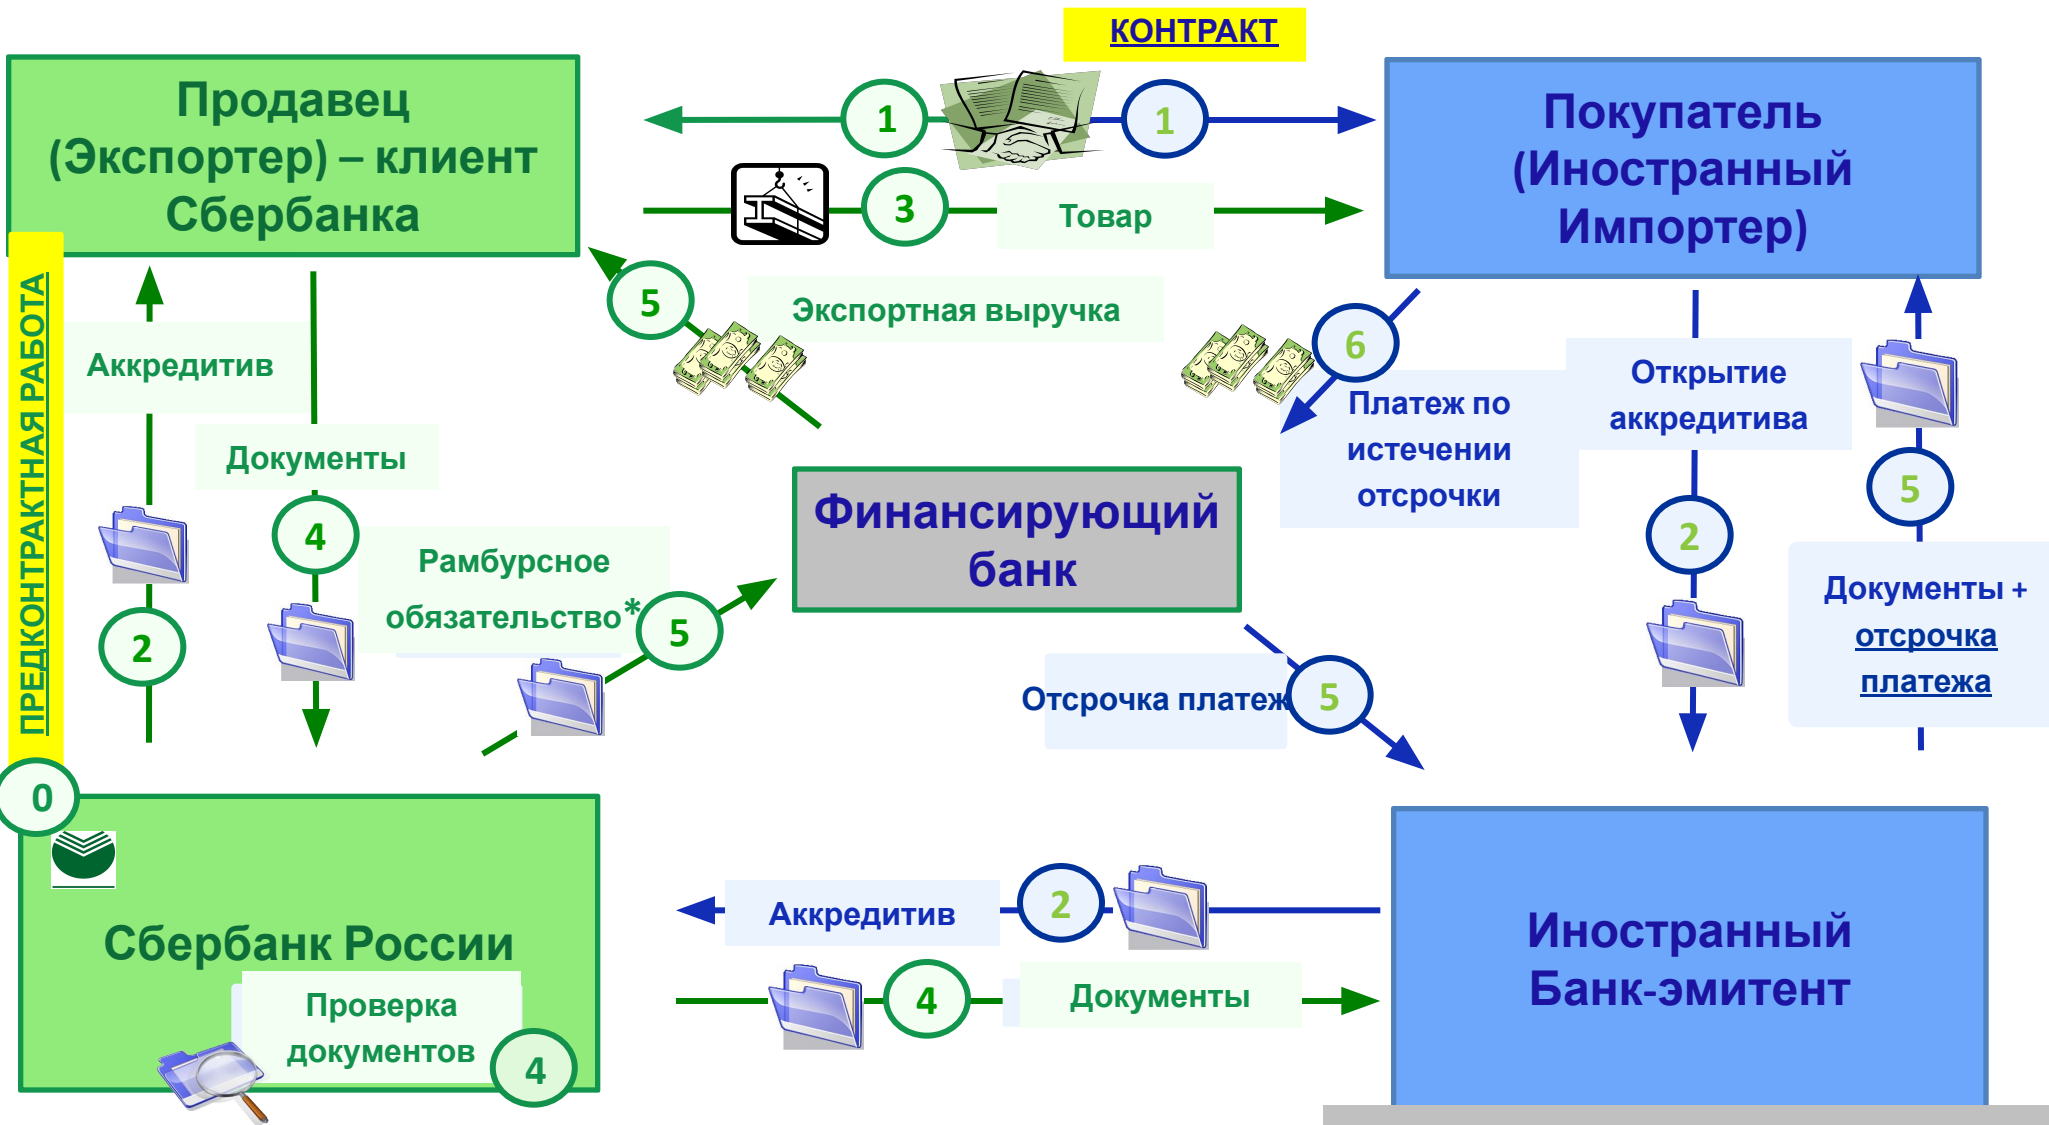 КОНТРАКТ
Продавец
(Экспортер) – клиент
Сбербанка
1
1
Покупатель
(Иностранный
Импортер)
3
Товар
ПРЕДКОНТРАКТНАЯ РАБОТА
5
Экспортная выручка
6
Аккредитив
Платеж по
истечении
отсрочки
Открытие
аккредитива
Документы
5
4
2
Финансирующий
банк
Рамбурсное
обязательство*
5
2
Документы +
отсрочка
платежа
Отсрочка платеж
5
0
Сбербанк России
Проверка
документов
4
Аккредитив
2
4
Документы
Иностранный
Банк-эмитент